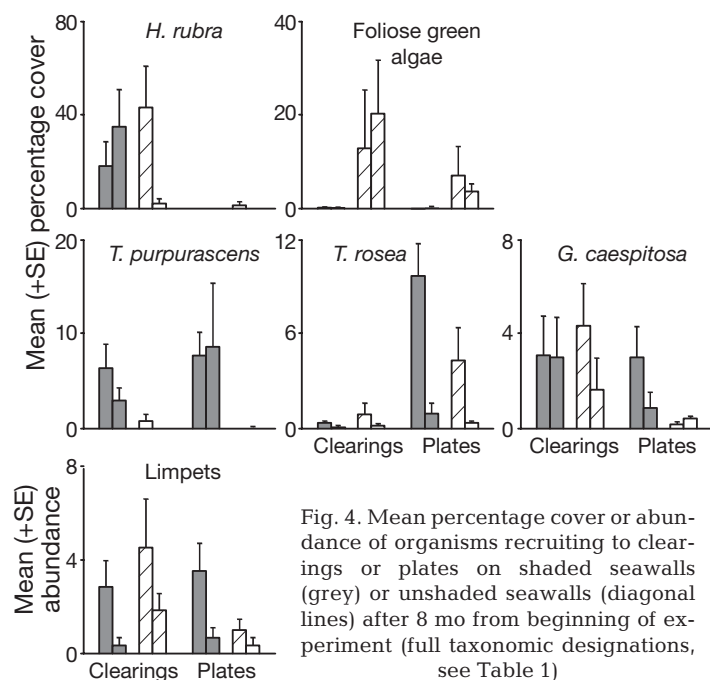 80
40
0
H. rubra
40
20
0
Foliose green
algae
Mean (+SE) percentage cover
20
10
0
T. purpurascens
12
6
0
T. rosea
Clearings Plates
8
4
0
G. caespitosa
Clearings Plates
Mean (+SE)
abundance
8
4
0
Limpets
Clearings Plates
Fig. 4. Mean percentage cover or abun-
dance of organisms recruiting to clear-
ings or plates on shaded seawalls
(grey) or unshaded seawalls (diagonal
lines) after 8 mo from beginning of ex-
periment (full taxonomic designations,
see Table 1)